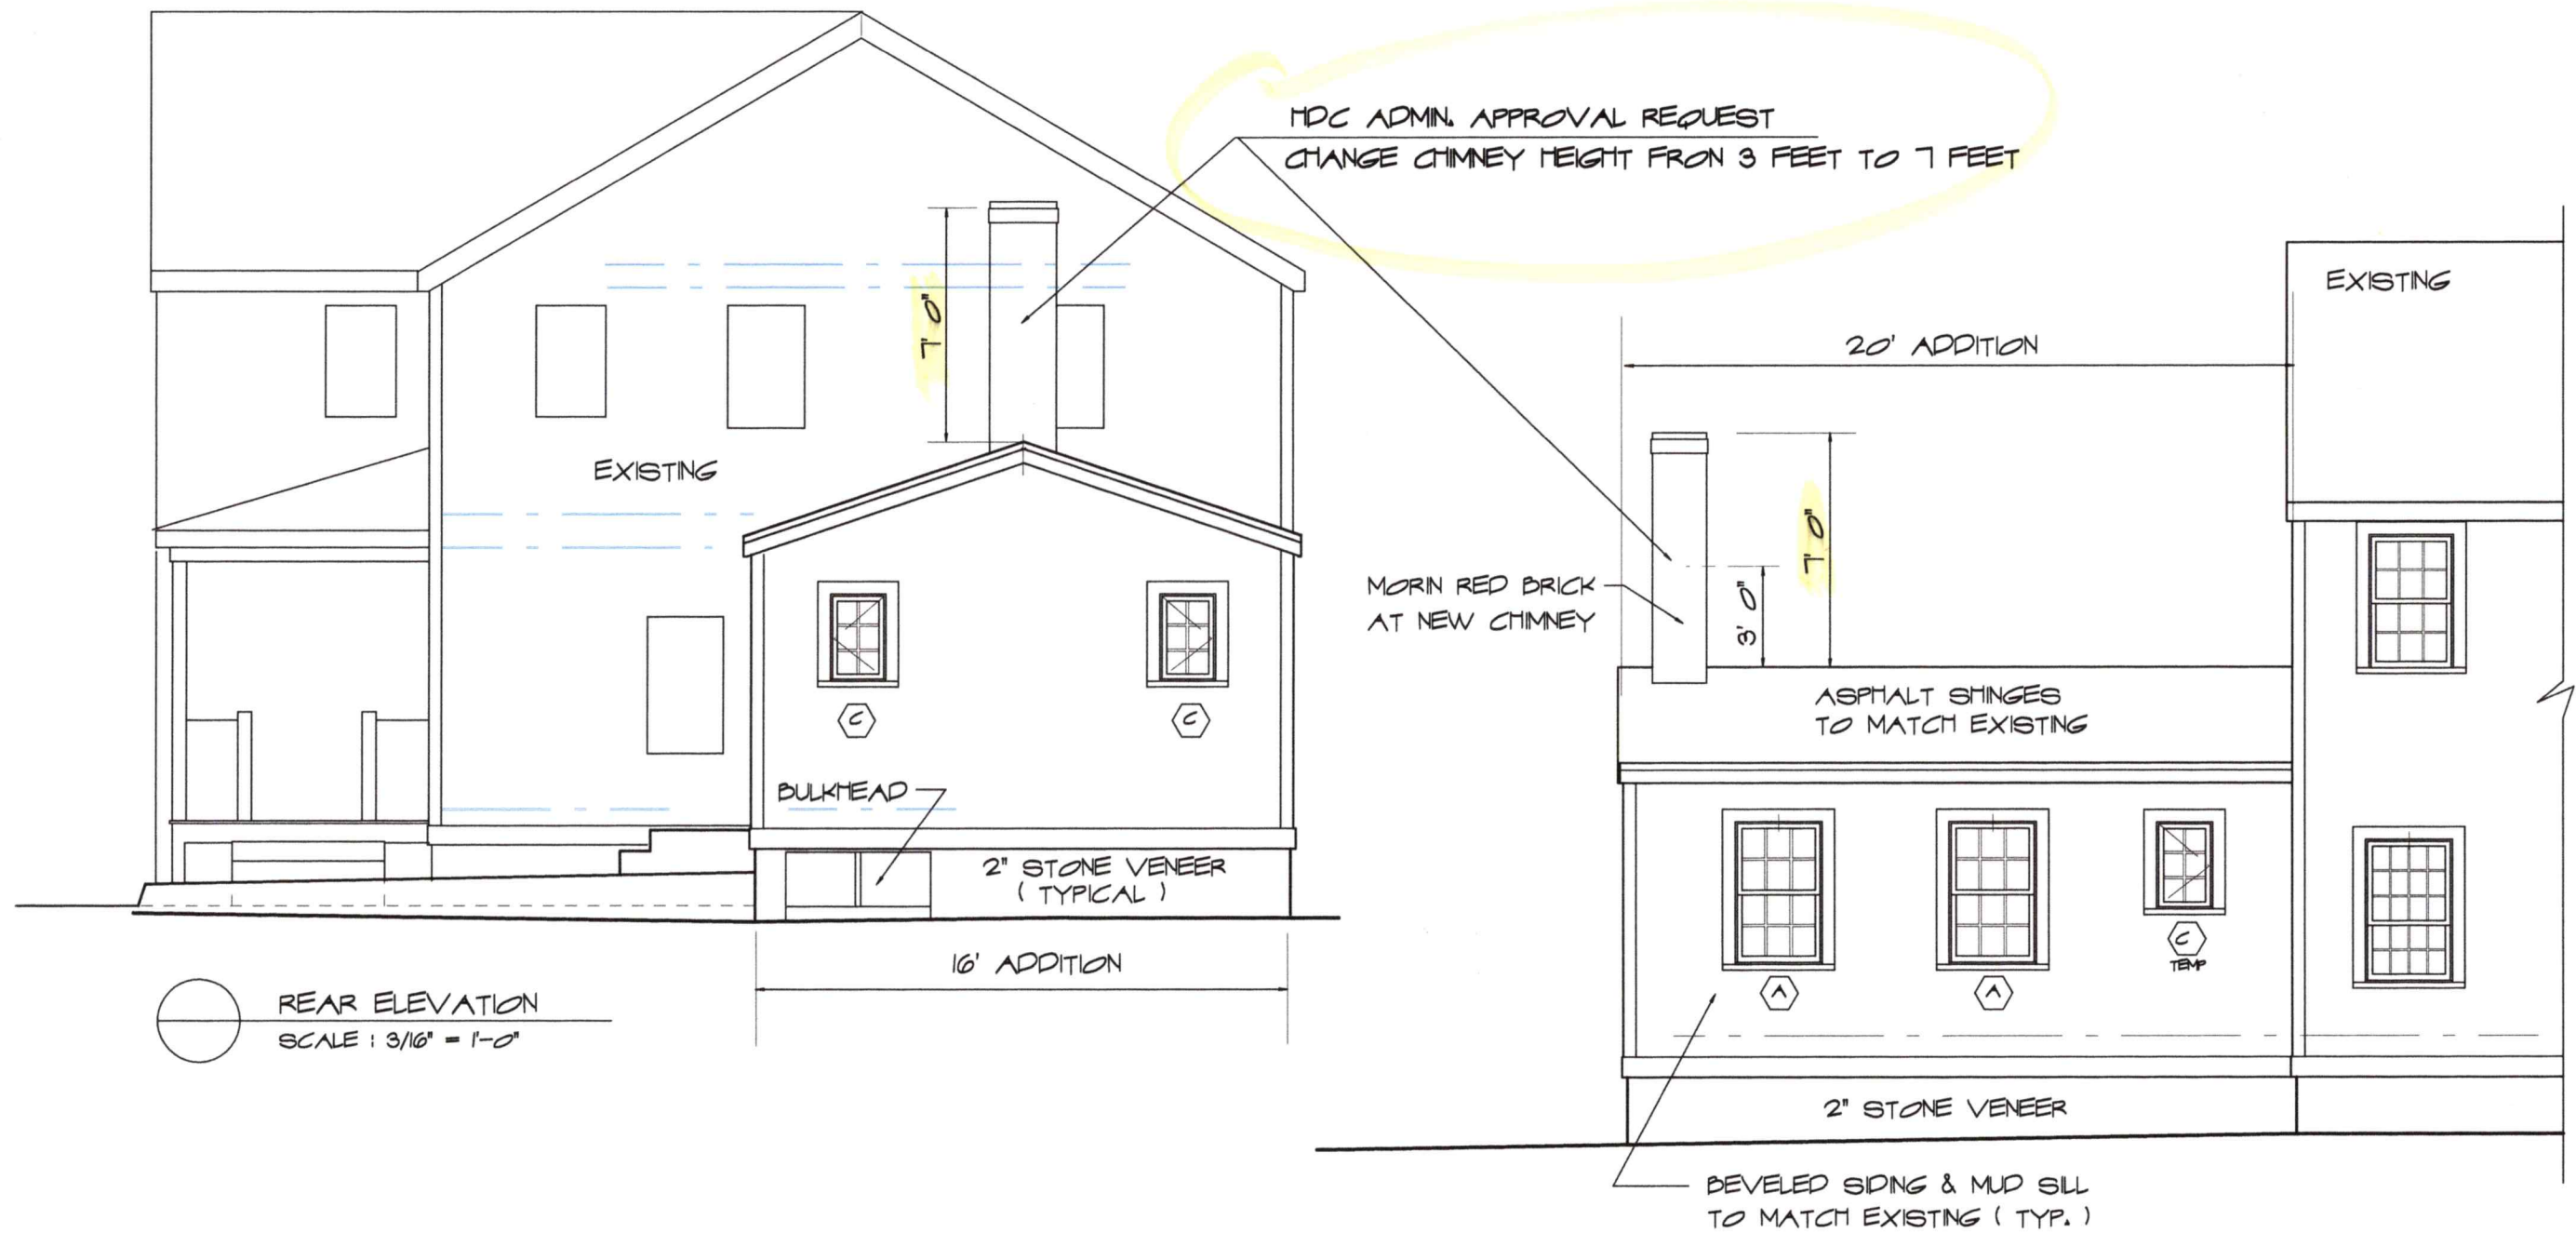 HDC ADMIN. APPROVAL REQUEST
CHANGE CHIMNEY HEIGHT FRON 3 FEET TO 7 FEET
7' 0"
EXISTING
C
C
BULKHEAD
2" STONE VENEER
( TYPICAL )
16' ADDITION
REAR ELEVATION
SCALE : 3/16" = 1'-0"
EXISTING
20' ADDITION
7' 0"
3' 0"
MORIN RED BRICK
AT NEW CHIMNEY
ASPHALT SHINGES
TO MATCH EXISTING
A
A
C
TEMP
2" STONE VENEER
BEVELED SIDING & MUD SILL
TO MATCH EXISTING ( TYP. )